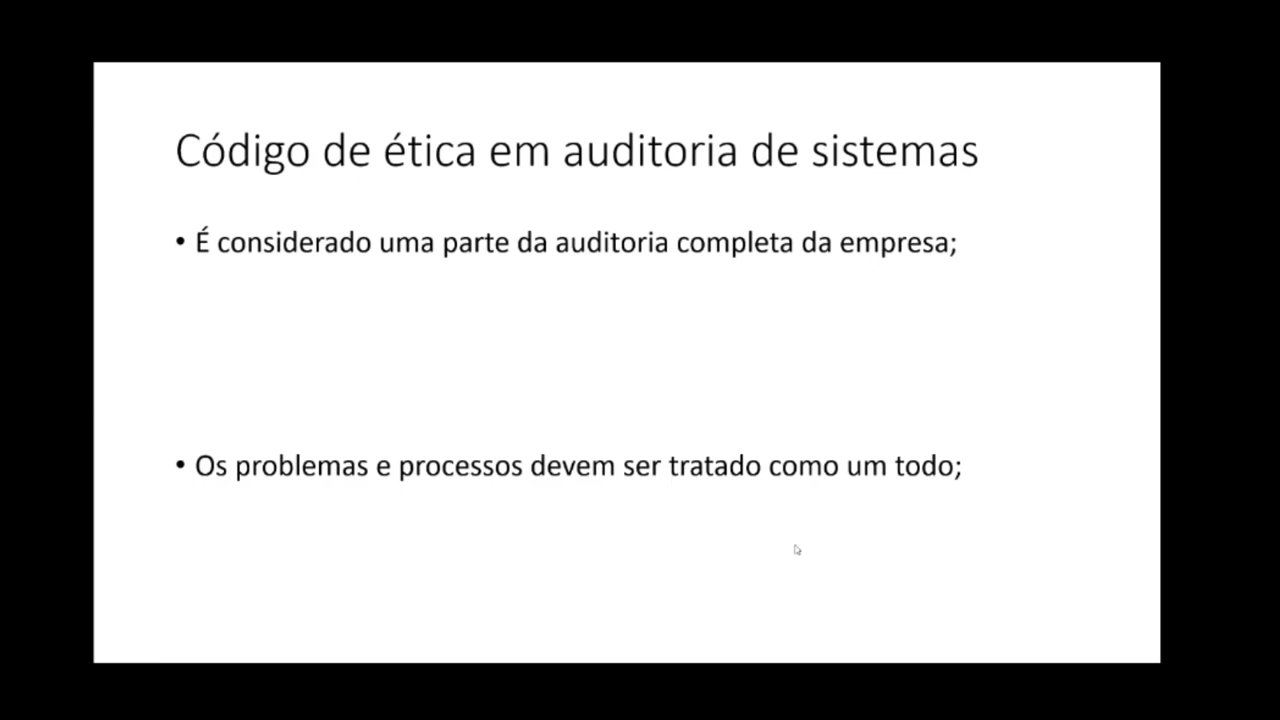 Código de ética em auditoria de sistemas
• É considerado uma parte da auditoria completa da empresa;
• Os problemas e processos devem ser tratado como um todo;